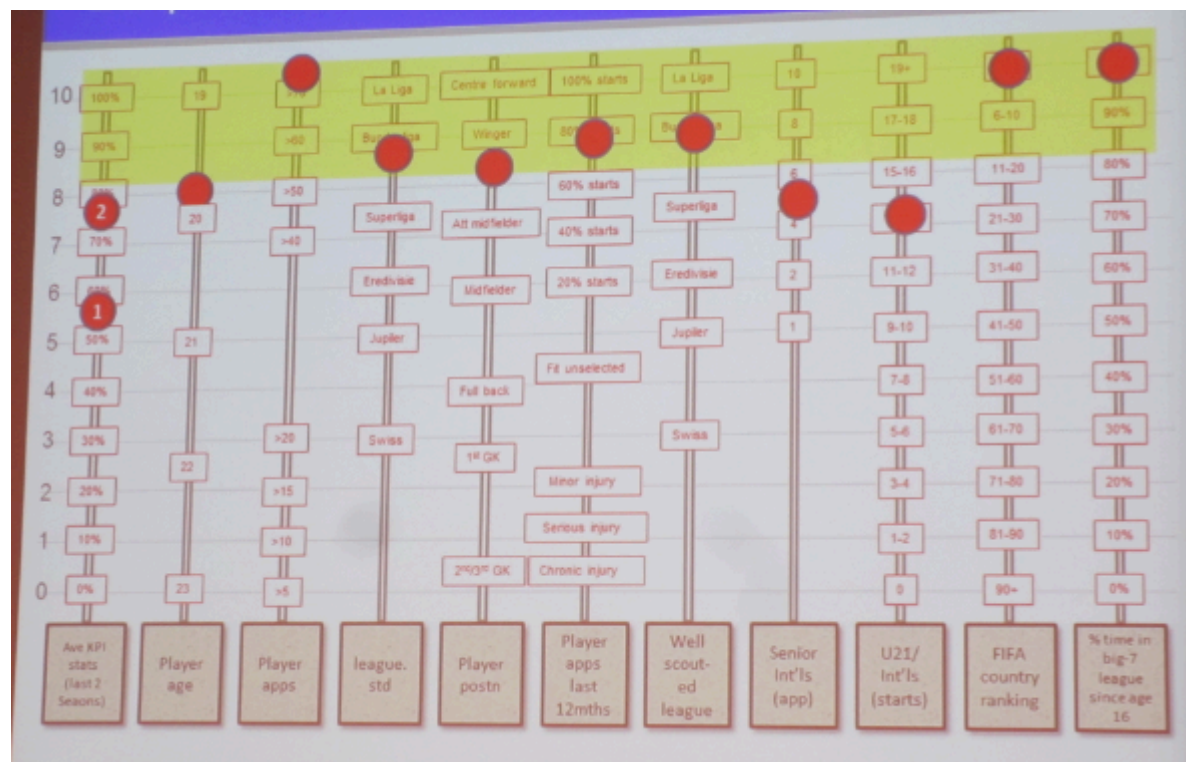 10 100% 19 La Liga Centre forward 100% starts La Liga 10 19+
9 90% >60 Winger 8 17-18 6-10 90%
8 >50 60% starts 6 15-16 11-20 80%
2 20 Superliga Att midfielder 40% starts Superliga 4 21-30 70%
7 70% >40
6 Eredivisie Midfielder 20% starts Eredivisie 2 11-12 31-40 60%
1
5 50% 21 Jupiler Jupiler 1 9-10 41-50 50%
4 40% Full back Fit unselected 7-8 51-60 40%
3 30% >20 Swiss 1st GK Swiss 5-6 61-70 30%
22
2 20% >15 Minor injury 3-4 71-80 20%
1 10% >10 Serious injury 1-2 81-90 10%
0 0% 23 >5 2nd/3rd GK Chronic injury 0 90+ 0%
Ave KPI
stats
(last 2
Seaons)
Player
age
Player
apps
league.
std
Player
postn
Player
apps
last
12mths
Well
scout-
ed
league
Senior
Int'ls
(app)
U21/
Int'ls
(starts)
FIFA
country
ranking
% time in
big-7
league
since age
16